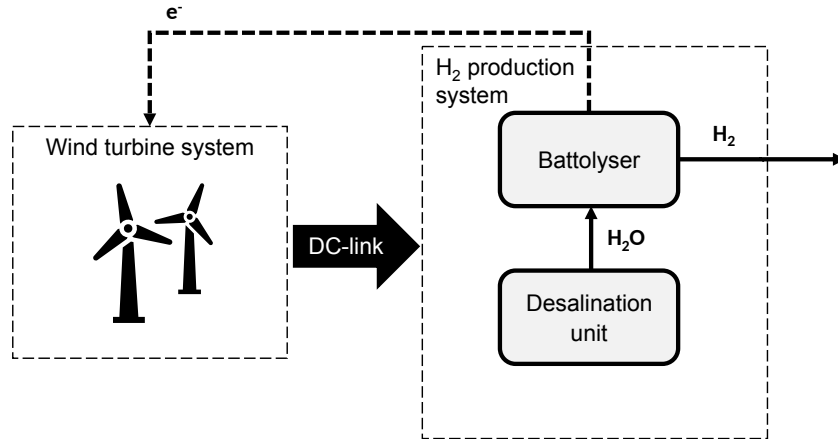 e⁻
H₂ production
system
Wind turbine system
Battolyser
H₂
DC-link
H₂O
Desalination
unit